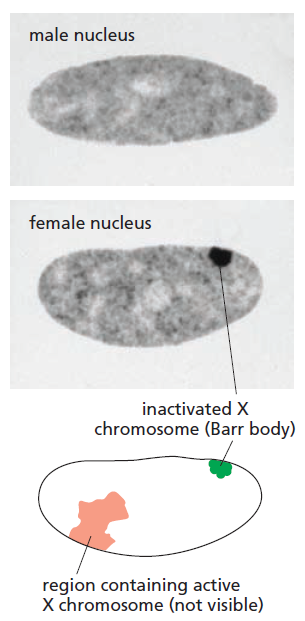 male nucleus
female nucleus
inactivated X
chromosome (Barr body)
region containing active
X chromosome (not visible)